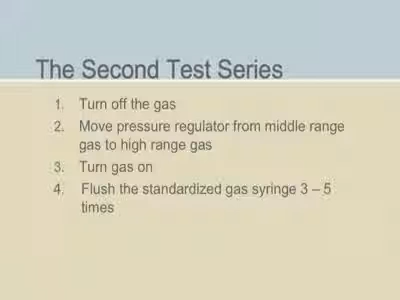 The Second Test Series
1. Turn off the gas
2. Move pressure regulator from middle range
gas to high range gas
3. Turn gas on
4. Flush the standardized gas syringe 3 – 5
times